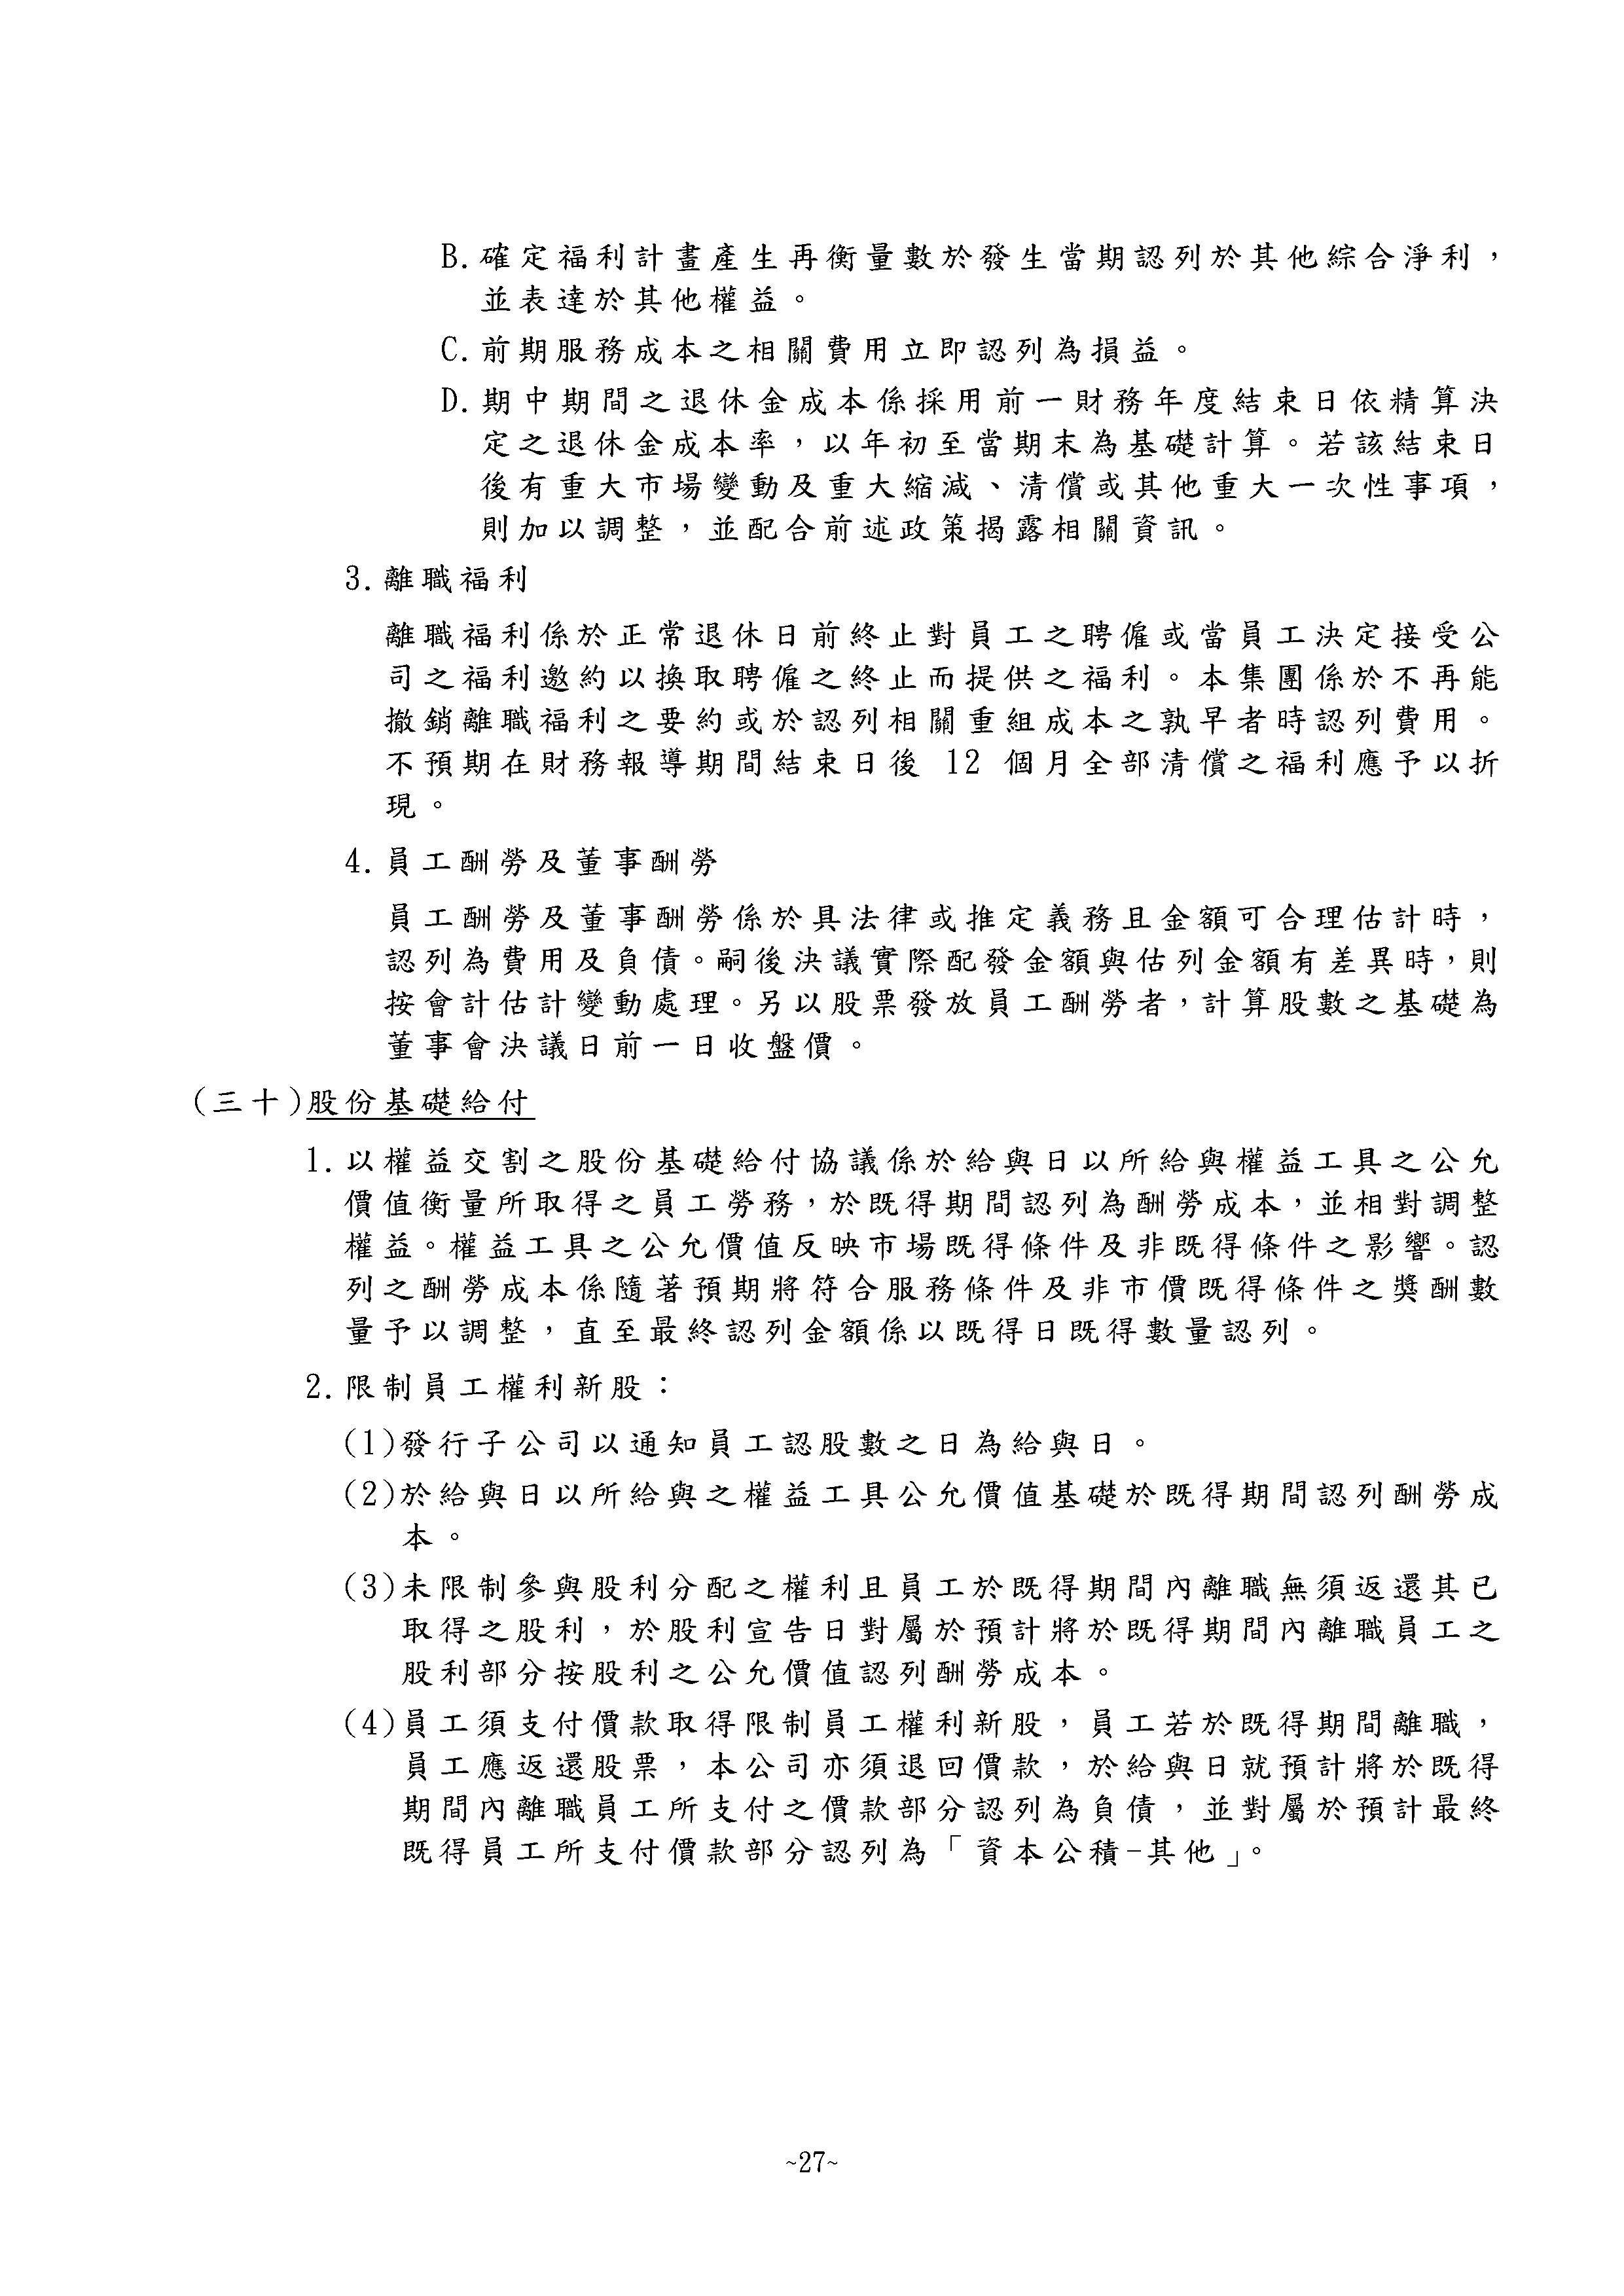 B.確定福利計畫產生再衡量數於發生當期認列於其他綜合淨利，
並表達於其他權益。
C.前期服務成本之相關費用立即認列為損益。
D.期中期間之退休金成本係採用前一財務年度結束日依精算決
定之退休金成本率，以年初至當期末為基礎計算。若該結束日
後有重大市場變動及重大縮減、清償或其他重大一次性事項，
則加以調整，並配合前述政策揭露相關資訊。
3.離職福利
離職福利係於正常退休日前終止對員工之聘僱或當員工決定接受公
司之福利邀約以換取聘僱之終止而提供之福利。本集團係於不再能
撤銷離職福利之要約或於認列相關重組成本之孰早者時認列費用。
不預期在財務報導期間結束日後 12 個月全部清償之福利應予以折
現。
4.員工酬勞及董事酬勞
員工酬勞及董事酬勞係於具法律或推定義務且金額可合理估計時，
認列為費用及負債。嗣後決議實際配發金額與估列金額有差異時，則
按會計估計變動處理。另以股票發放員工酬勞者，計算股數之基礎為
董事會決議日前一日收盤價。
(三十)股份基礎給付
1.以權益交割之股份基礎給付協議係於給與日以所給與權益工具之公允
價值衡量所取得之員工勞務，於既得期間認列為酬勞成本，並相對調整
權益。權益工具之公允價值反映市場既得條件及非既得條件之影響。認
列之酬勞成本係隨著預期將符合服務條件及非市價既得條件之獎酬數
量予以調整，直至最終認列金額係以既得日既得數量認列。
2.限制員工權利新股：
(1)發行子公司以通知員工認股數之日為給與日。
(2)於給與日以所給與之權益工具公允價值基礎於既得期間認列酬勞成
本。
(3)未限制參與股利分配之權利且員工於既得期間內離職無須返還其已
取得之股利，於股利宣告日對屬於預計將於既得期間內離職員工之
股利部分按股利之公允價值認列酬勞成本。
(4)員工須支付價款取得限制員工權利新股，員工若於既得期間離職，
員工應返還股票，本公司亦須退回價款，於給與日就預計將於既得
期間內離職員工所支付之價款部分認列為負債，並對屬於預計最終
既得員工所支付價款部分認列為「資本公積-其他」。
~27~